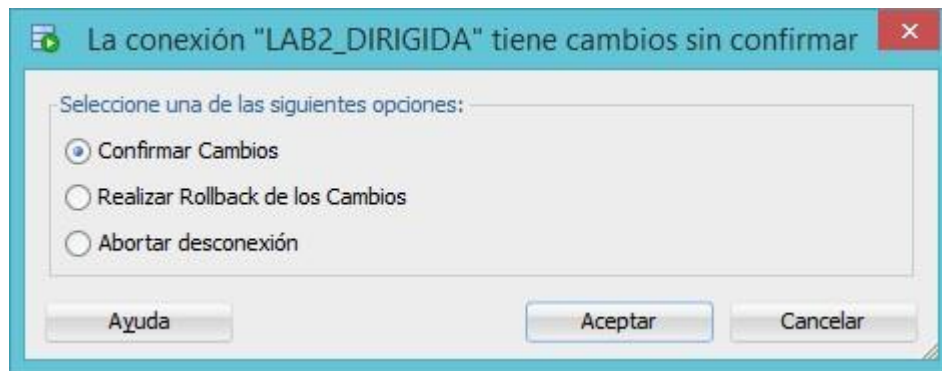 La conexión "LAB2_DIRIGIDA" tiene cambios sin confirmar
Seleccione una de las siguientes opciones:
Confirmar Cambios
Realizar Rollback de los Cambios
Abortar desconexión
Ayuda Aceptar Cancelar